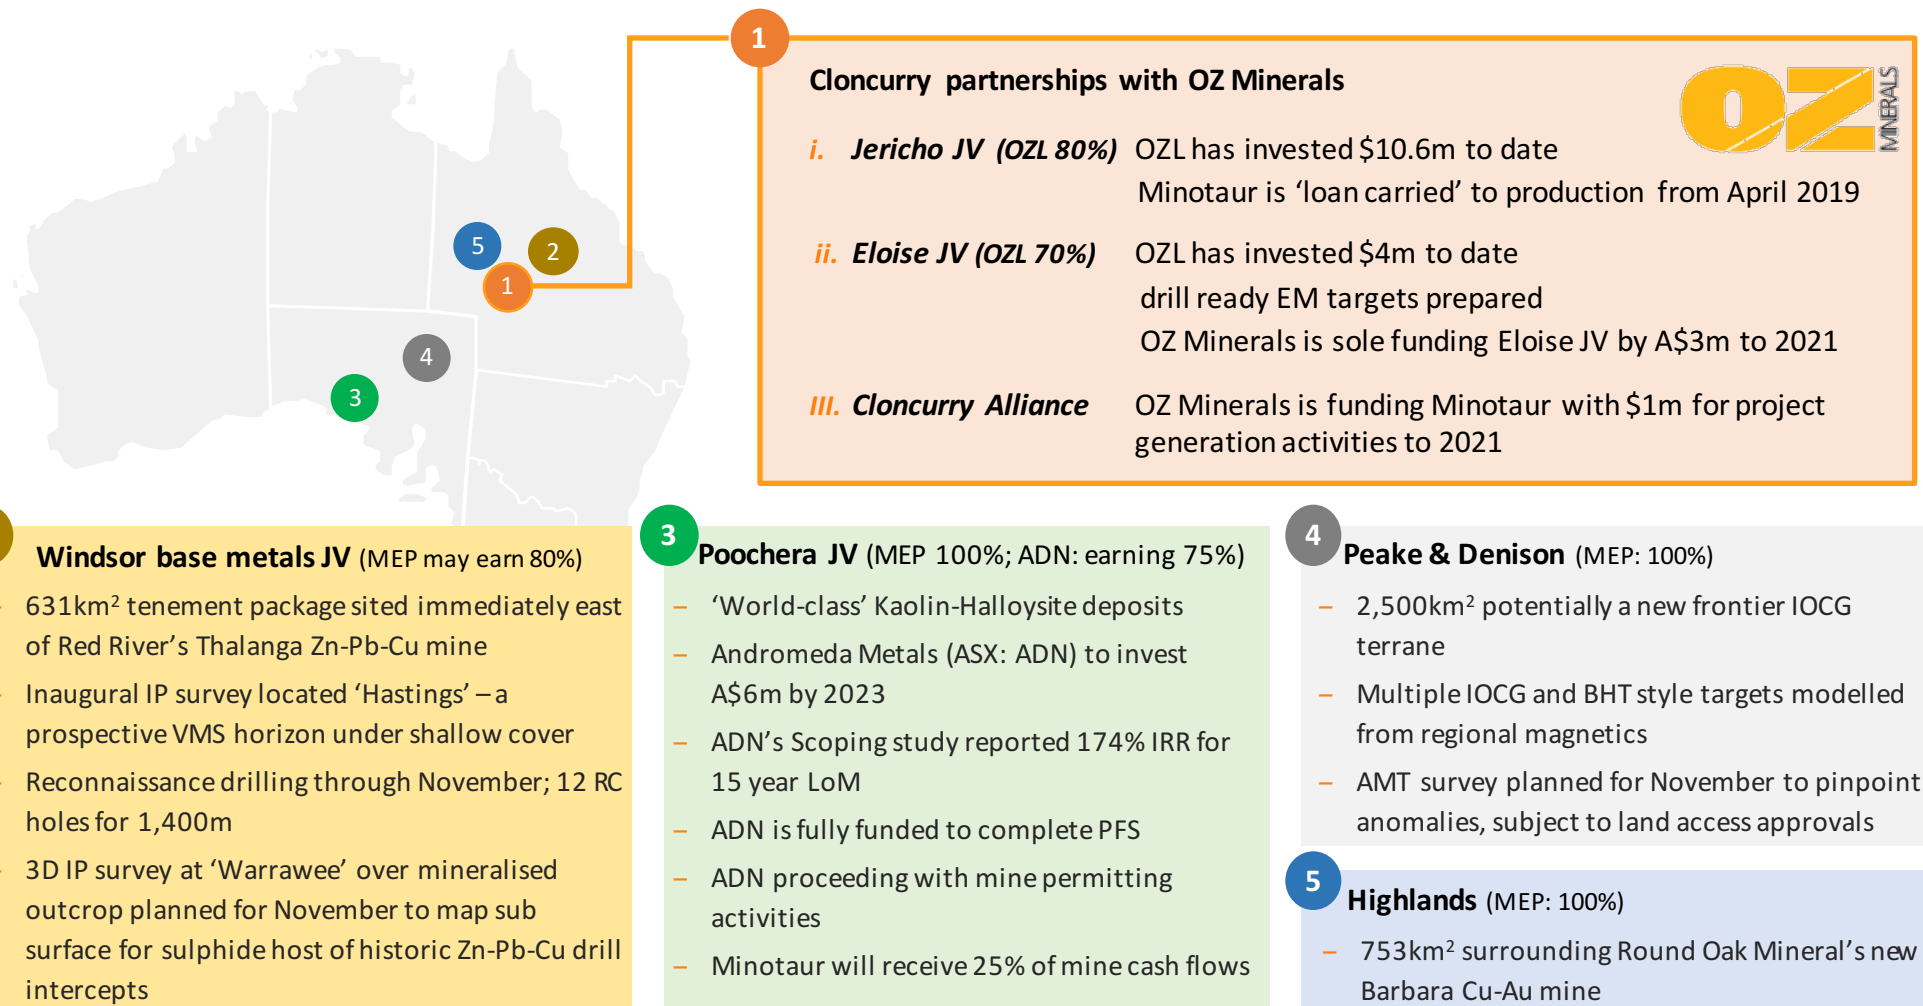 1
Cloncurry partnerships with OZ Minerals
OZ
MINERALS
i. Jericho JV (OZL 80%) OZL has invested $10.6m to date
Minotaur is ‘loan carried’ to production from April 2019
ii. Eloise JV (OZL 70%) OZL has invested $4m to date
drill ready EM targets prepared
OZ Minerals is sole funding Eloise JV by A$3m to 2021
III. Cloncurry Alliance OZ Minerals is funding Minotaur with $1m for project
generation activities to 2021
5
2
1
4
3
Windsor base metals JV (MEP may earn 80%)
– 631km² tenement package sited immediately east
of Red River’s Thalanga Zn-Pb-Cu mine
– Inaugural IP survey located ‘Hastings’ – a
prospective VMS horizon under shallow cover
– Reconnaissance drilling through November; 12 RC
holes for 1,400m
– 3D IP survey at ‘Warrawee’ over mineralised
outcrop planned for November to map sub
surface for sulphide host of historic Zn-Pb-Cu drill
intercepts
3
Poochera JV (MEP 100%; ADN: earning 75%)
– ‘World-class’ Kaolin-Halloysite deposits
– Andromeda Metals (ASX: ADN) to invest
A$6m by 2023
– ADN’s Scoping study reported 174% IRR for
15 year LoM
– ADN is fully funded to complete PFS
– ADN proceeding with mine permitting
activities
– Minotaur will receive 25% of mine cash flows
4
Peake & Denison (MEP: 100%)
– 2,500km² potentially a new frontier IOCG
terrane
– Multiple IOCG and BHT style targets modelled
from regional magnetics
– AMT survey planned for November to pinpoint
anomalies, subject to land access approvals
5
Highlands (MEP: 100%)
– 753km² surrounding Round Oak Mineral’s new
Barbara Cu-Au mine